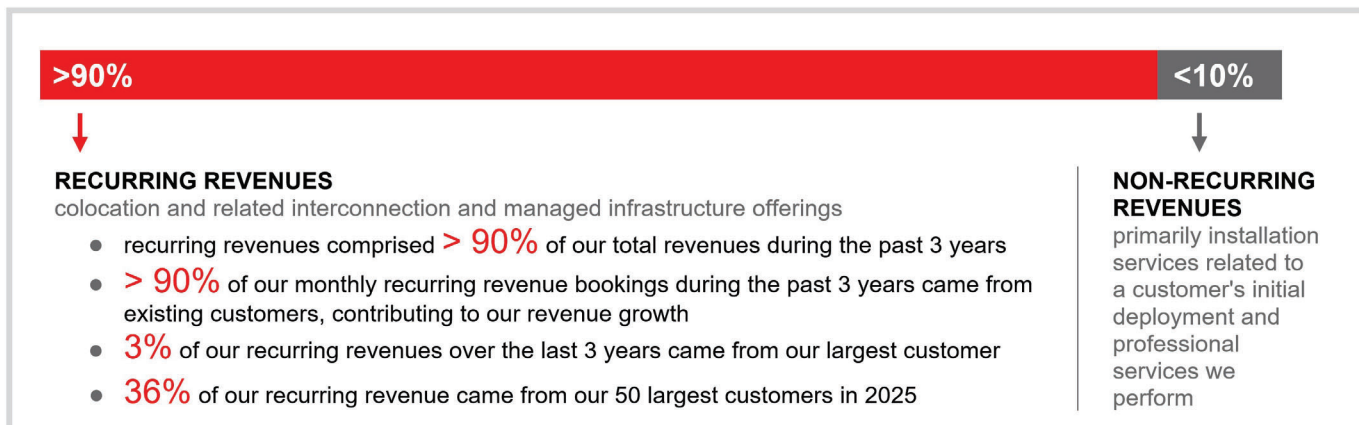 >90%
<10%
RECURRING REVENUES
colocation and related interconnection and managed infrastructure offerings
● recurring revenues comprised > 90% of our total revenues during the past 3 years
● > 90% of our monthly recurring revenue bookings during the past 3 years came from
existing customers, contributing to our revenue growth
● 3% of our recurring revenues over the last 3 years came from our largest customer
● 36% of our recurring revenue came from our 50 largest customers in 2025
NON-RECURRING
REVENUES
primarily installation
services related to
a customer's initial
deployment and
professional
services we
perform